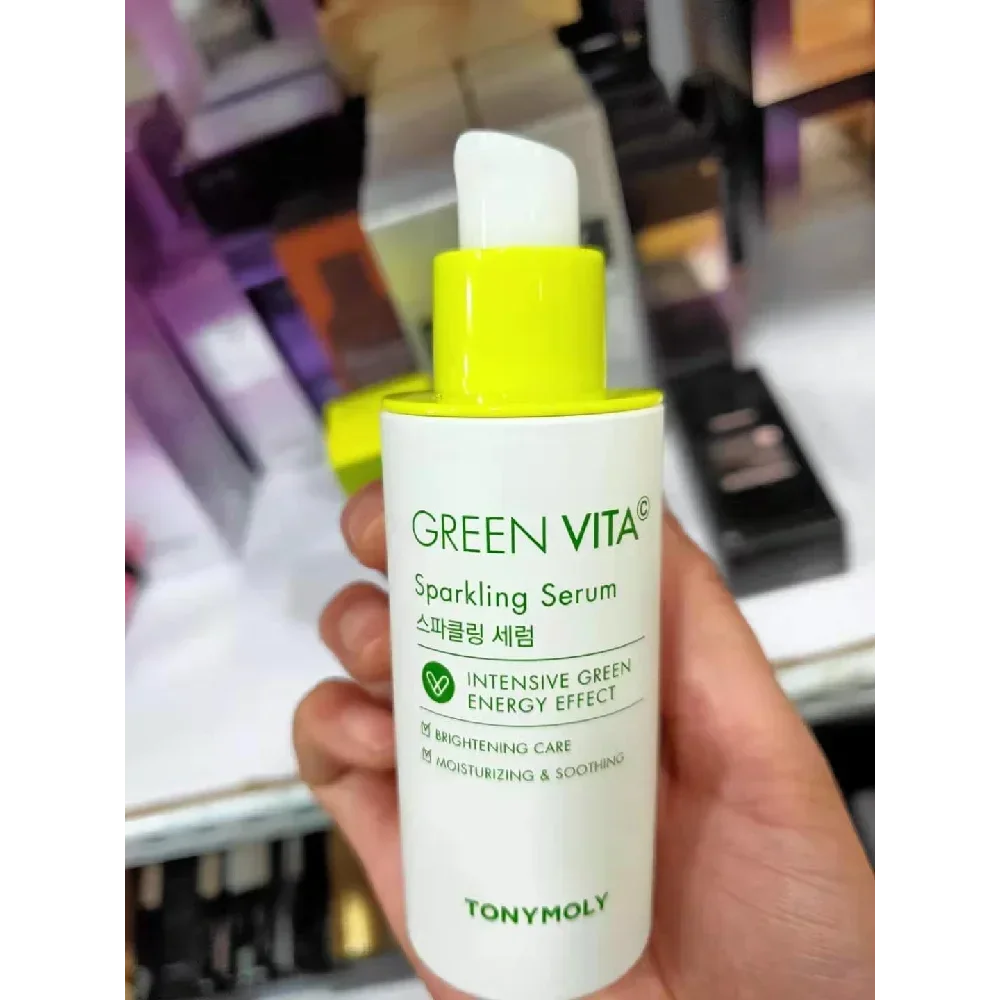 GREEN VITA©
Sparkling Serum
스파클링 세럼
INTENSIVE GREEN
ENERGY EFFECT
BRIGHTENING CARE
MOISTURIZING & SOOTHING
TONYMOLY